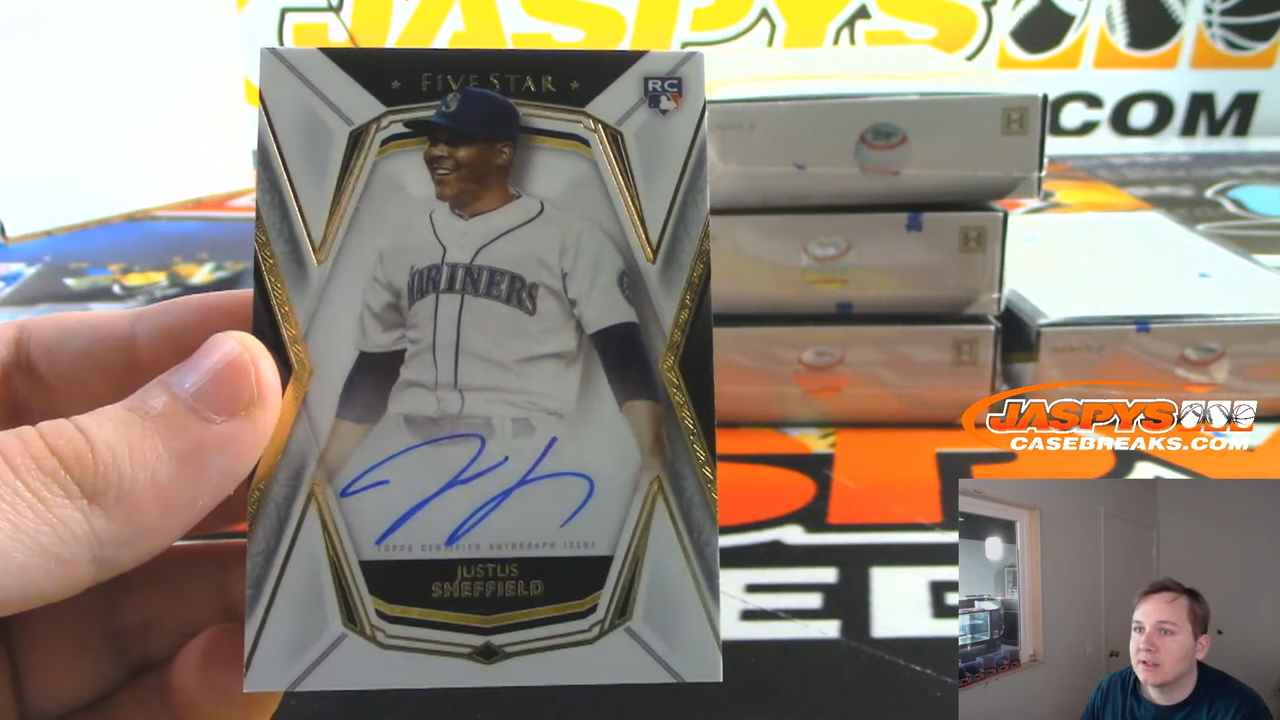 JASPYS
.COM
FIVE STAR
RC
MARINERS
TOPPS CERTIFIED AUTOGRAPH ISSUE
JUSTUS
SHEFFIELD
H
H
H
JASPYS
CASEBREAKS.COM